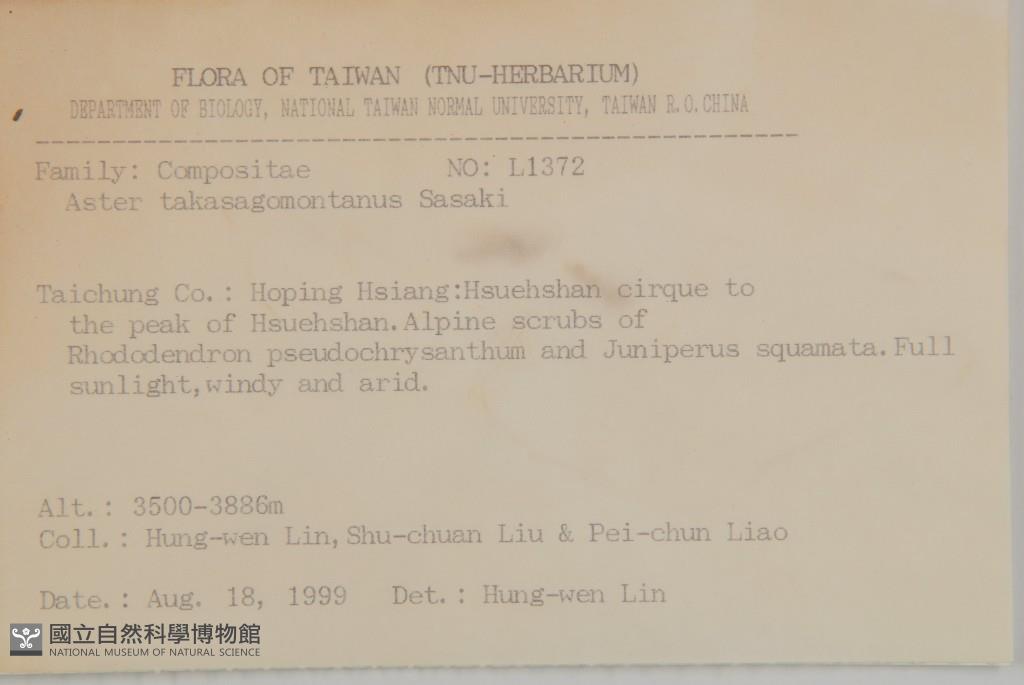 FLORA OF TAIWAN (TNU-HERBARIUM)
DEPARTMENT OF BIOLOGY, NATIONAL TAIWAN NORMAL UNIVERSITY, TAIWAN R.O.CHINA
--------------------------------------------------
Family: Compositae NO: L1372
Aster takasagomontanus Sasaki
Taichung Co.: Hoping Hsiang:Hsuehshan cirque to
the peak of Hsuehshan.Alpine scrubs of
Rhododendron pseudochrysanthum and Juniperus squamata.Full
sunlight,windy and arid.
Alt.: 3500-3886m
Coll.: Hung-wen Lin,Shu-chuan Liu & Pei-chun Liao
Date.: Aug. 18, 1999 Det.: Hung-wen Lin
國立自然科學博物館
NATIONAL MUSEUM OF NATURAL SCIENCE